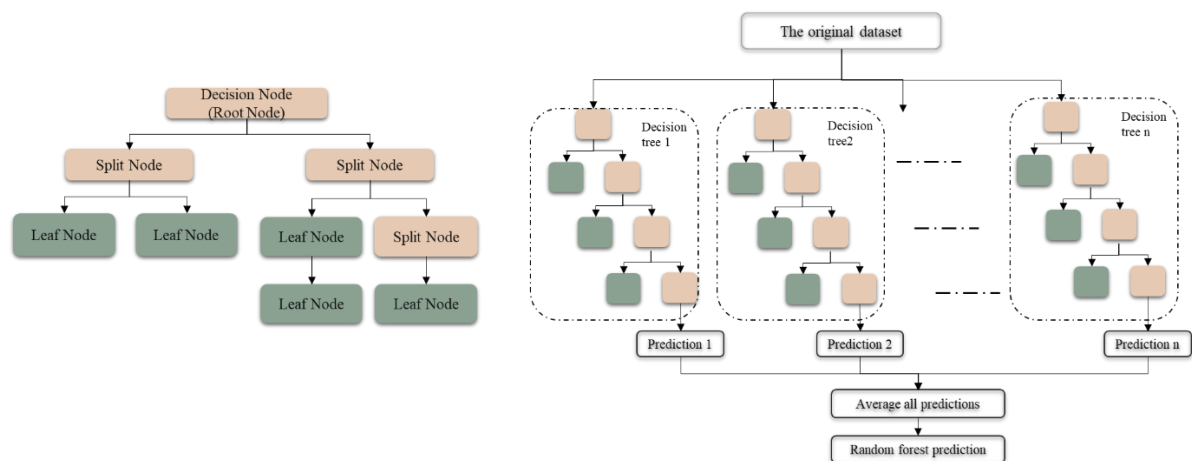 Decision Node
(Root Node)
Split Node
Split Node
Leaf Node
Leaf Node
Leaf Node
Split Node
Leaf Node
Leaf Node
The original dataset
Decision
tree 1
Decision
tree2
Decision
tree n
Prediction 1
Prediction 2
Prediction n
Average all predictions
Random forest prediction